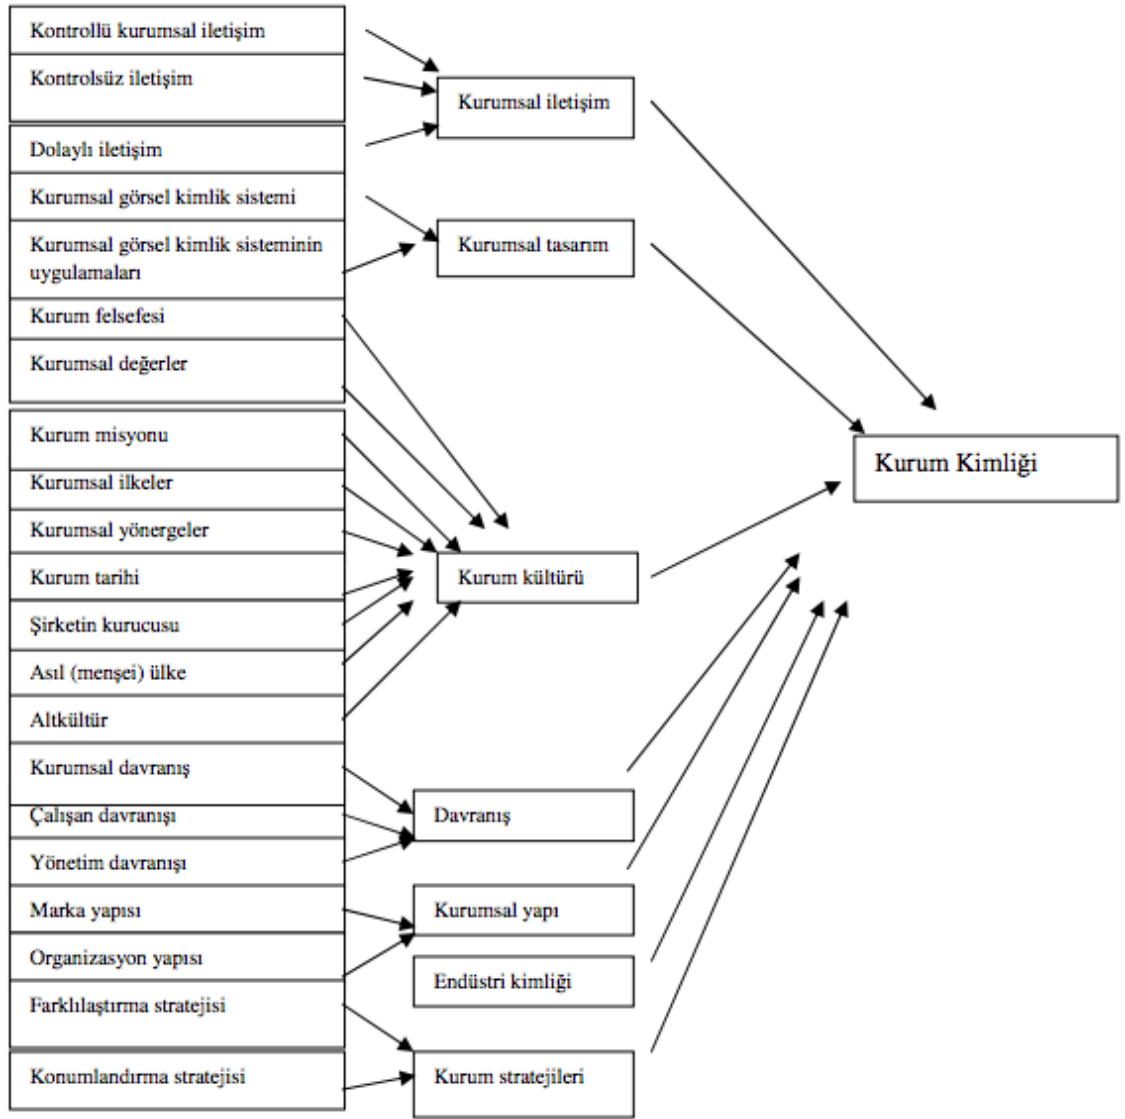 Kontrollü kurumsal iletişim
Kontrolsüz iletişim
Dolaylı iletişim
Kurumsal görsel kimlik sistemi
Kurumsal görsel kimlik sisteminin
uygulamaları
Kurum felsefesi
Kurumsal değerler
Kurum misyonu
Kurumsal ilkeler
Kurumsal yönergeler
Kurum tarihi
Şirketin kurucusu
Asıl (menşei) ülke
Altkültür
Kurumsal davranış
Çalışan davranışı
Yönetim davranışı
Marka yapısı
Organizasyon yapısı
Farklılaştırma stratejisi
Konumlandırma stratejisi
Kurumsal iletişim
Kurumsal tasarım
Kurum kültürü
Davranış
Kurumsal yapı
Endüstri kimliği
Kurum stratejileri
Kurum Kimliği